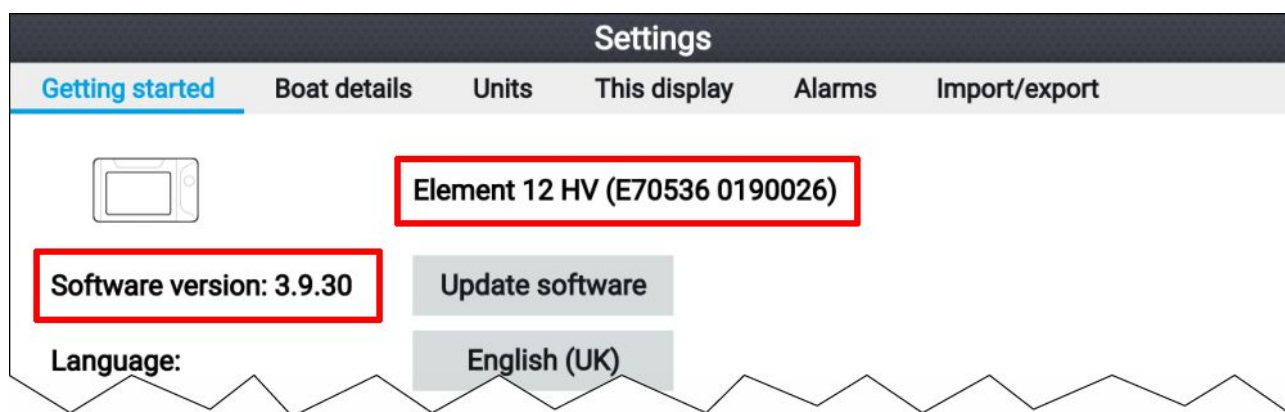 Settings
Getting started Boat details Units This display Alarms Import/export
Element 12 HV (E70536 0190026)
Software version: 3.9.30 Update software
Language: English (UK)